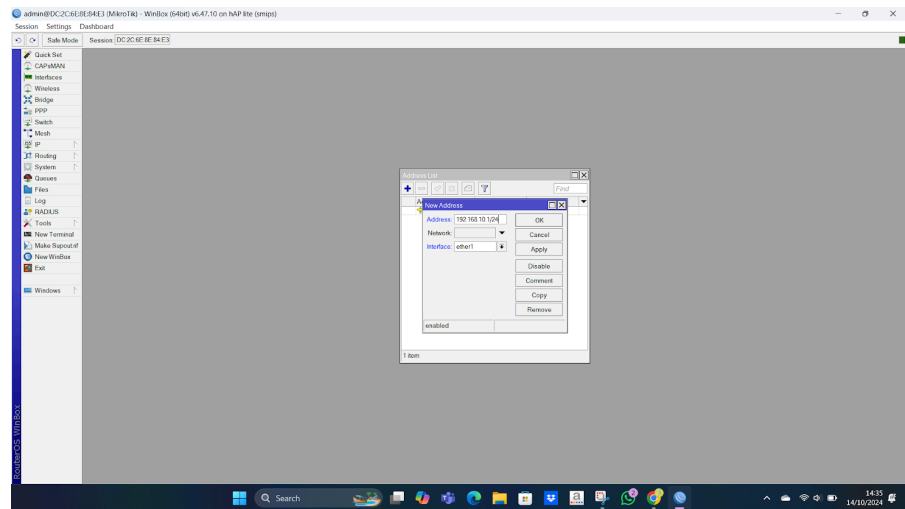 admin@DC:2C:6E:8E:84:E3 (MikroTik) - WinBox (64bit) v6.47.10 on hAP lite (smips)
Session Settings Dashboard
Safe Mode Session: DC:2C:6E:8E:84:E3
Quick Set
CAPsMAN
Interfaces
Wireless
Bridge
PPP
Switch
Mesh
IP
Routing
System
Queues
Files
Log
RADIUS
Tools
New Terminal
Make Supout.rif
New WinBox
Exit
Windows
RouterOS WinBox
Address List
Find
New Address
Address: 192.168.10.1/24
Network:
Interface: ether1
OK
Cancel
Apply
Disable
Comment
Copy
Remove
enabled
1 item
Search
14:35
14/10/2024